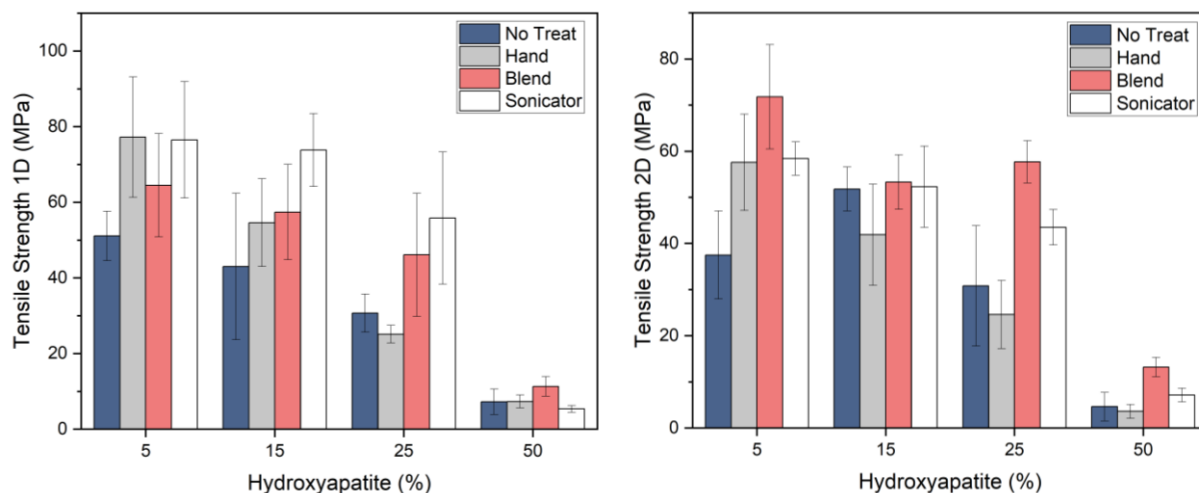 Tensile Strength 1D (MPa)
100
80
60
40
20
0
No Treat
Hand
Blend
Sonicator
5 15 25 50
Hydroxyapatite (%)
Tensile Strength 2D (MPa)
80
60
40
20
0
No Treat
Hand
Blend
Sonicator
5 15 25 50
Hydroxyapatite (%)